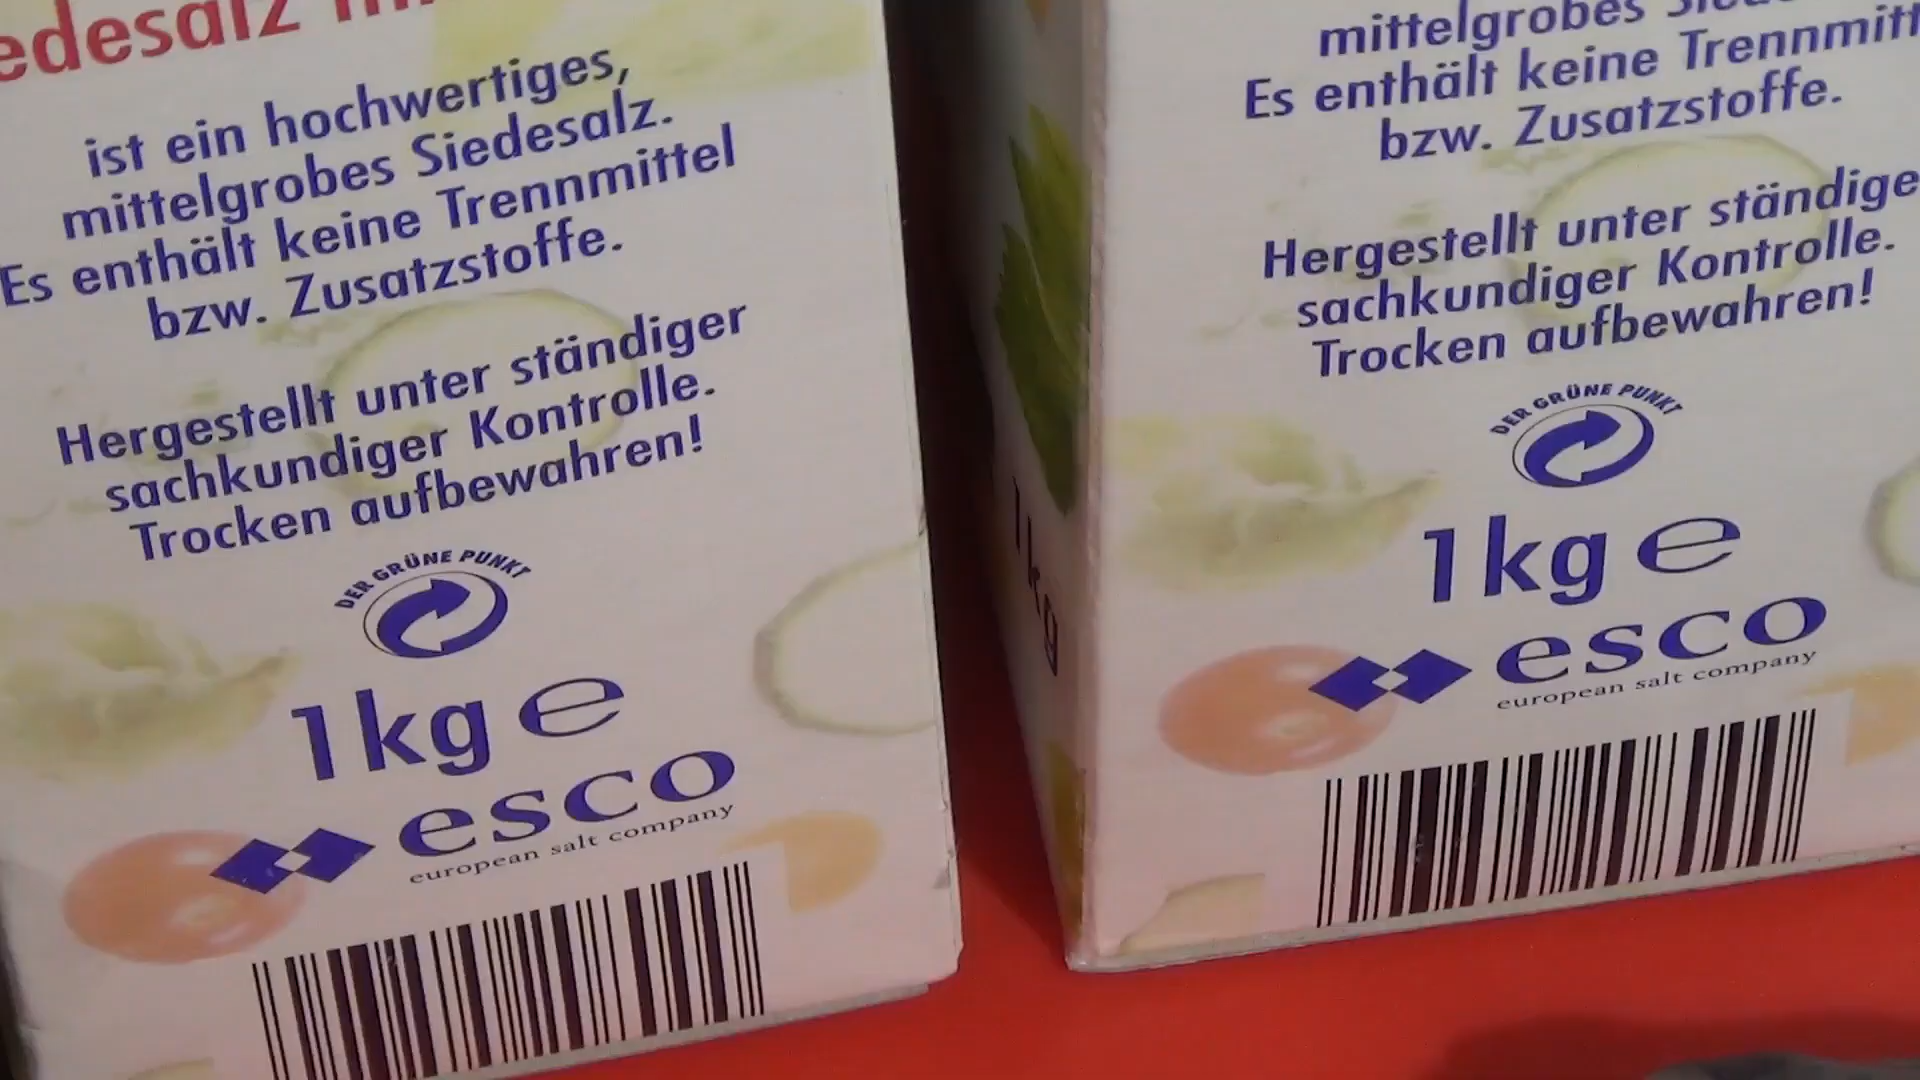 ist ein hochwertiges,
mittelgrobes Siedesalz.
Es enthält keine Trennmittel
bzw. Zusatzstoffe.
Hergestellt unter ständiger
sachkundiger Kontrolle.
Trocken aufbewahren!
DER GRÜNE PUNKT
1kg e
esco
european salt company
1kg
mittelgrobes
Es enthält keine
bzw. Zusatzstoffe.
Hergestellt unter
sachkundiger Kontrolle.
Trocken aufbewahren!
DER GRÜNE PUNKT
1kg e
esco
european salt company